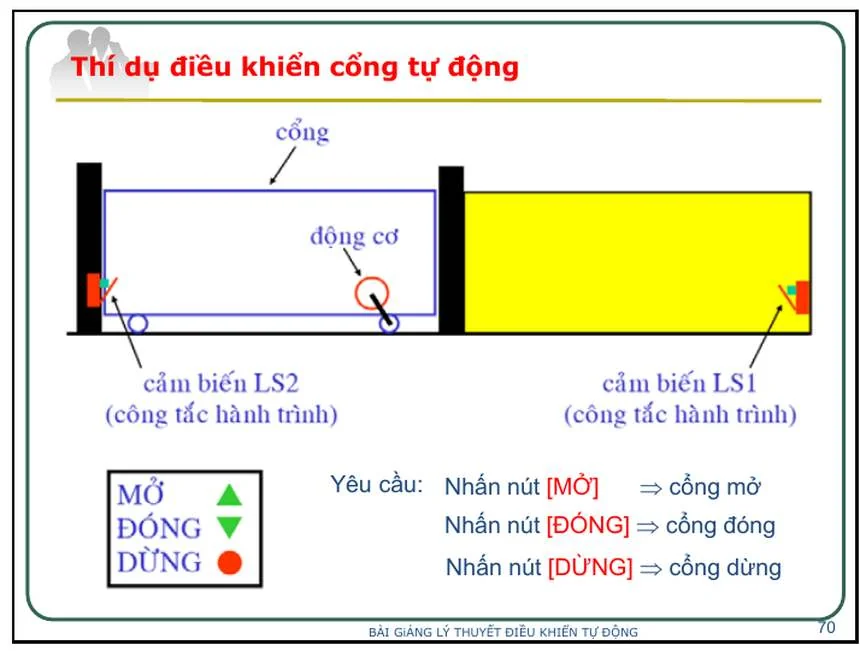 Thí dụ điều khiển cổng tự động
cổng
động cơ
cảm biến LS2
(công tắc hành trình)
cảm biến LS1
(công tắc hành trình)
MỞ ▲
ĐÓNG ▼
DỪNG ●
Yêu cầu: Nhấn nút [MỞ] ⇒ cổng mở
Nhấn nút [ĐÓNG] ⇒ cổng đóng
Nhấn nút [DỪNG] ⇒ cổng dừng
BÀI GiẢNG LÝ THUYẾT ĐIỀU KHIỂN TỰ ĐỘNG
70